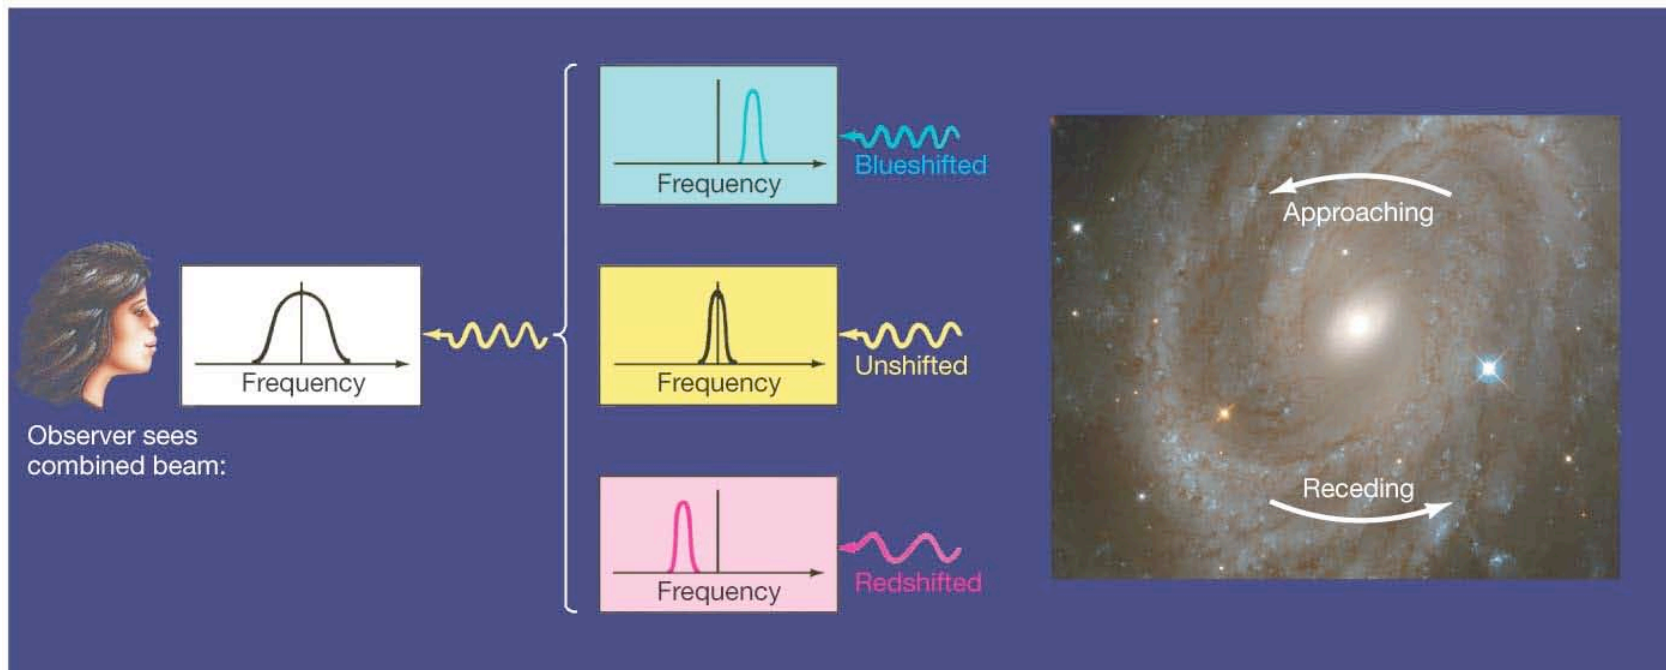 Observer sees
combined beam:
Frequency
Frequency
Blueshifted
Frequency
Unshifted
Frequency
Redshifted
Approaching
Receding